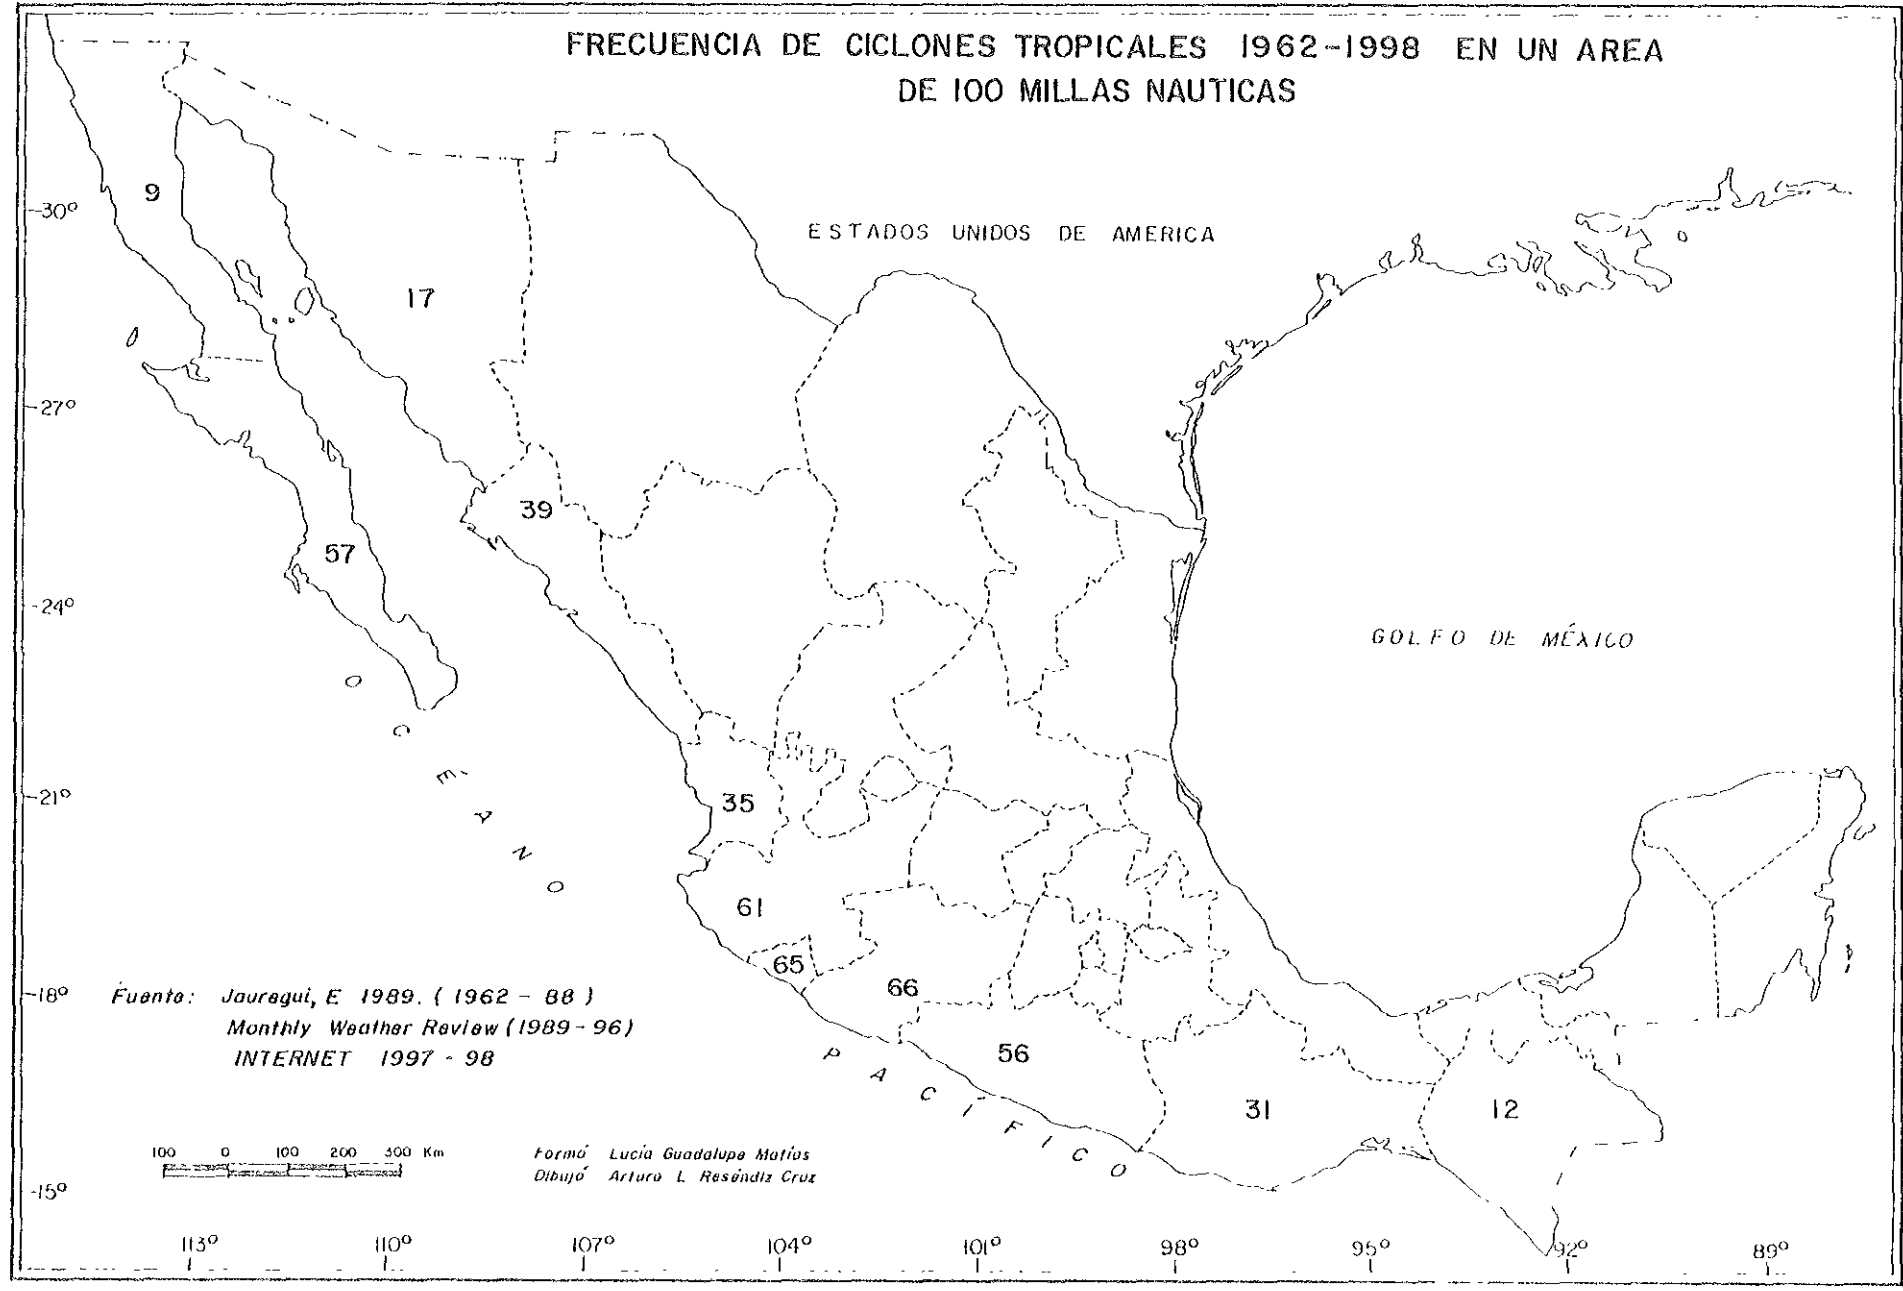 FRECUENCIA DE CICLONES TROPICALES 1962-1998 EN UN AREA
DE 100 MILLAS NAUTICAS
9
-30°
ESTADOS UNIDOS DE AMERICA
17
-27°
39
57
-24°
GOLFO DE MÉXICO
OCÉANO
-21°
35
61
65
66
-18°
Fuente: Jauregui, E 1989. (1962 - 88)
Monthly Weather Review (1989 - 96)
INTERNET 1997 - 98
56
PACÍFICO
31
12
100 0 100 200 300 Km
Formó Lucía Guadalupe Matías
Dibujó Arturo L Reséndiz Cruz
-15°
113° 110° 107° 104° 101° 98° 95° 92° 89°